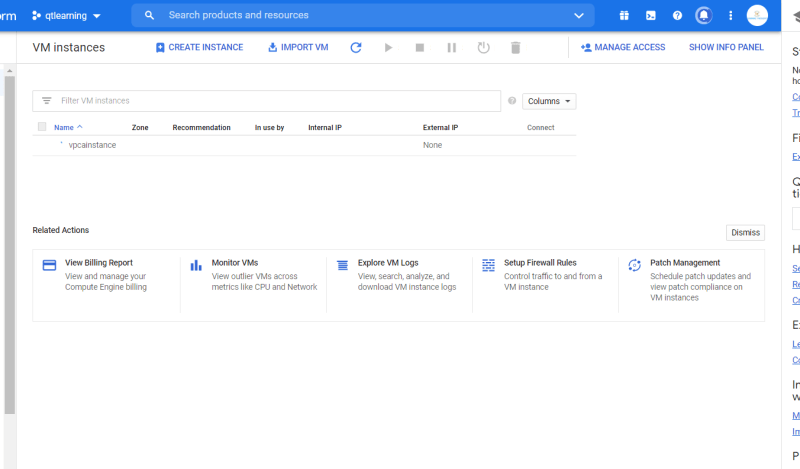 orm
qtlearning
Search products and resources
VM instances
CREATE INSTANCE
IMPORT VM
MANAGE ACCESS
SHOW INFO PANEL
Filter VM instances
Columns
Name
Zone
Recommendation
In use by
Internal IP
External IP
Connect
vpcainstance
None
Related Actions
Dismiss
View Billing Report
View and manage your
Compute Engine billing
Monitor VMs
View outlier VMs across
metrics like CPU and Network
Explore VM Logs
View, search, analyze, and
download VM instance logs
Setup Firewall Rules
Control traffic to and from a
VM instance
Patch Management
Schedule patch updates and
view patch compliance on
VM instances